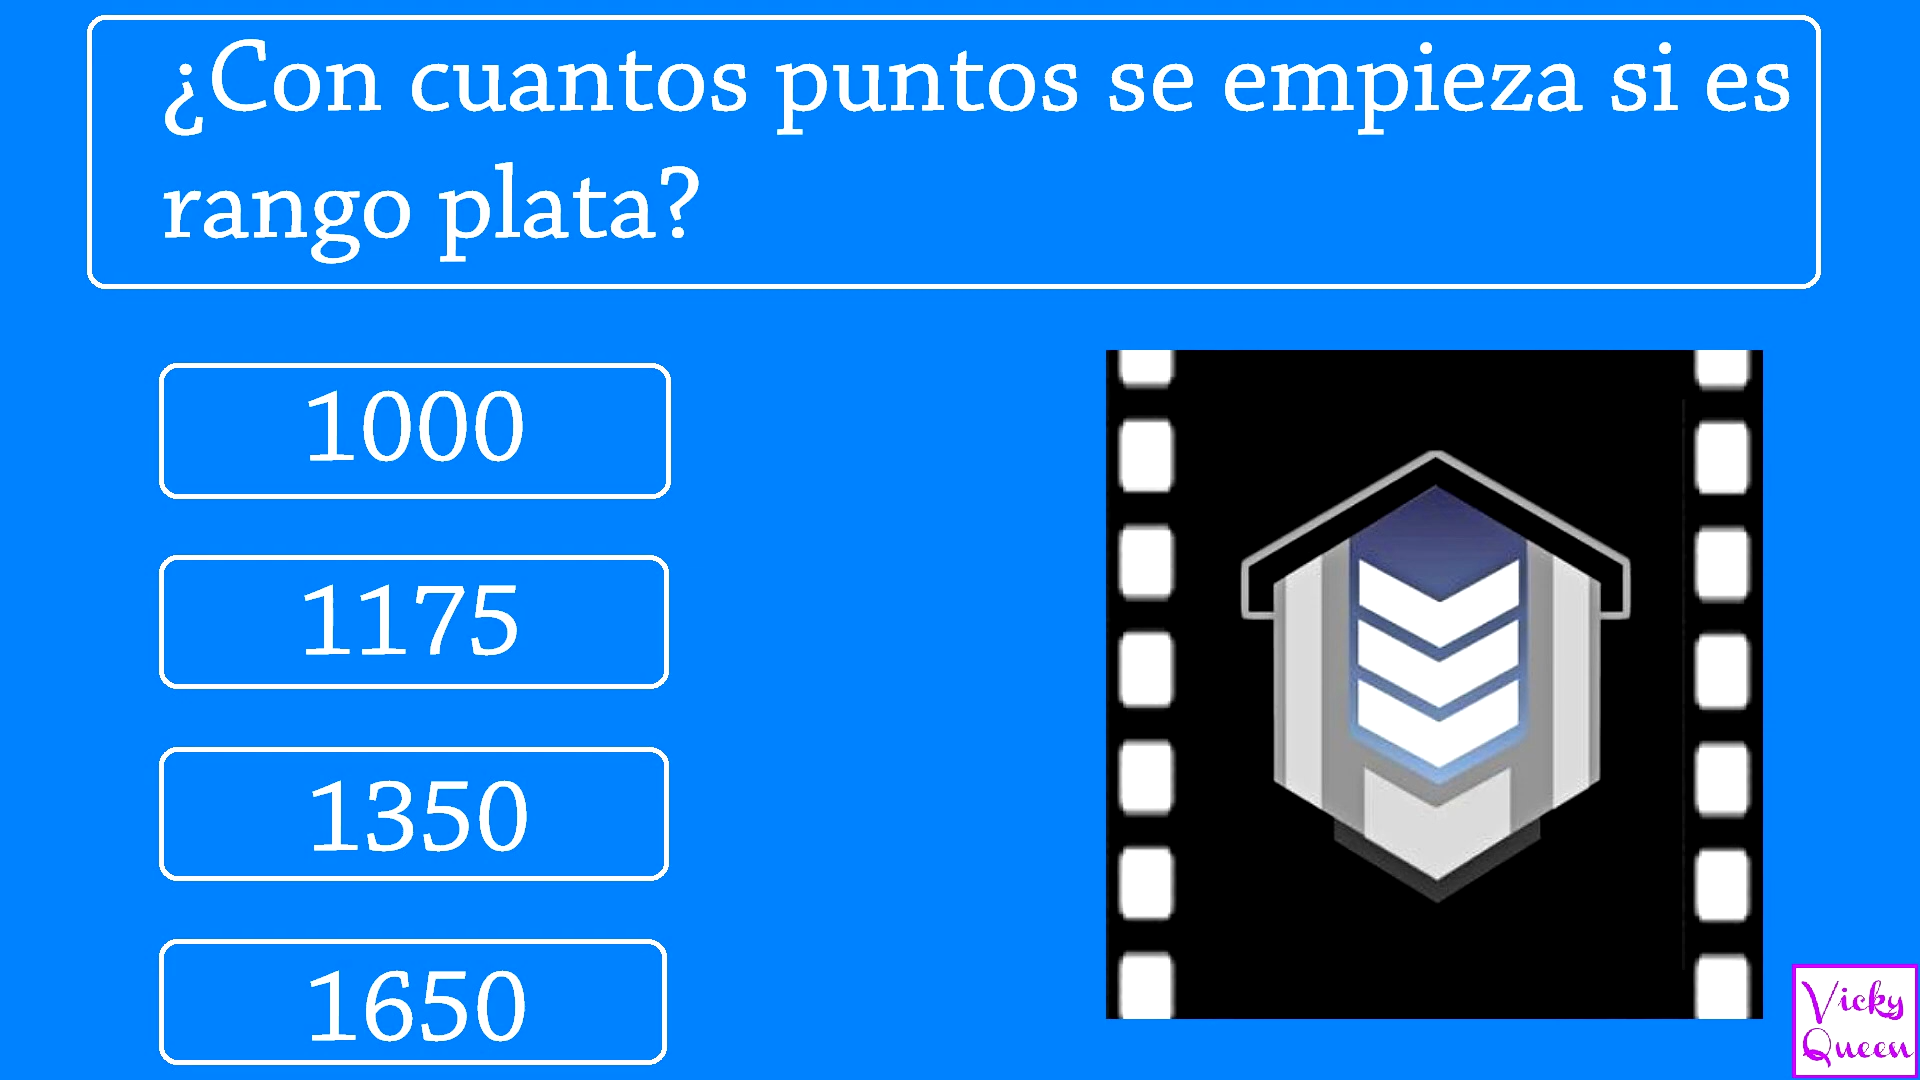 ¿Con cuantos puntos se empieza si es
rango plata?
1000
1175
1350
1650
Vicky
Queen